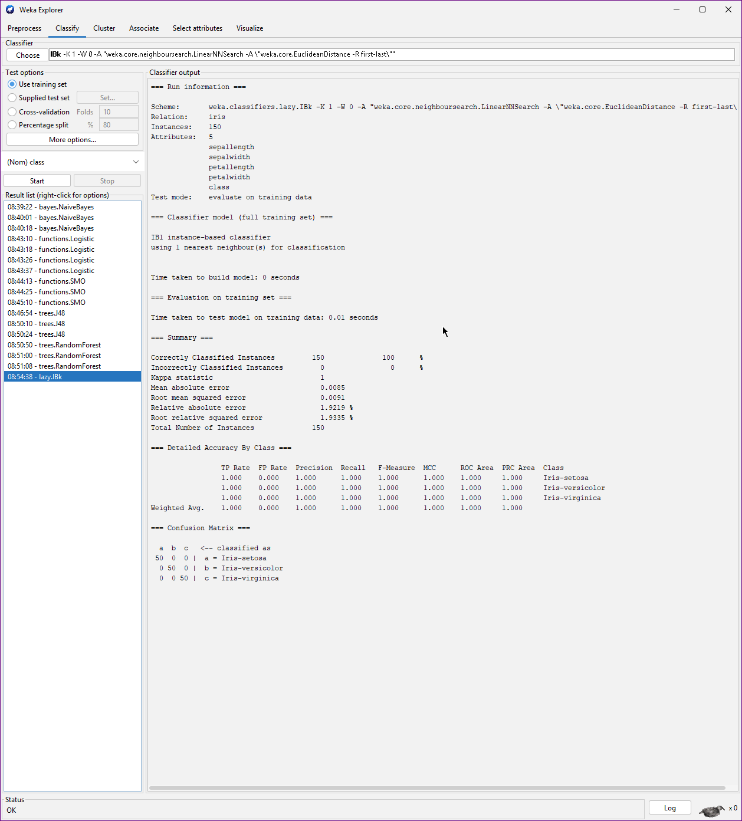 Weka Explorer
Preprocess Classify Cluster Associate Select attributes Visualize
Classifier
Choose IBk -K 1 -W 0 -A "weka.core.neighboursearch.LinearNNSearch -A \"weka.core.EuclideanDistance -R first-last\""
Test options
Use training set
Supplied test set Set...
Cross-validation Folds 10
Percentage split % 80
More options...
(Nom) class
Start Stop
Result list (right-click for options)
08:39:22 - bayes.NaiveBayes
08:40:01 - bayes.NaiveBayes
08:40:18 - bayes.NaiveBayes
08:43:10 - functions.Logistic
08:43:18 - functions.Logistic
08:43:26 - functions.Logistic
08:43:37 - functions.Logistic
08:44:13 - functions.SMO
08:44:25 - functions.SMO
08:45:10 - functions.SMO
08:46:54 - trees.J48
08:50:10 - trees.J48
08:50:24 - trees.J48
08:50:50 - trees.RandomForest
08:51:00 - trees.RandomForest
08:51:08 - trees.RandomForest
08:54:38 - lazy.IBk
Classifier output
=== Run information ===
Scheme: weka.classifiers.lazy.IBk -K 1 -W 0 -A "weka.core.neighboursearch.LinearNNSearch -A \"weka.core.EuclideanDistance -R first-last\
Relation: iris
Instances: 150
Attributes: 5
sepallength
sepalwidth
petallength
petalwidth
class
Test mode: evaluate on training data
=== Classifier model (full training set) ===
IB1 instance-based classifier
using 1 nearest neighbour(s) for classification
Time taken to build model: 0 seconds
=== Evaluation on training set ===
Time taken to test model on training data: 0.01 seconds
=== Summary ===
Correctly Classified Instances 150 100 %
Incorrectly Classified Instances 0 0 %
Kappa statistic 1
Mean absolute error 0.0085
Root mean squared error 0.0091
Relative absolute error 1.9219 %
Root relative squared error 1.9335 %
Total Number of Instances 150
=== Detailed Accuracy By Class ===
TP Rate FP Rate Precision Recall F-Measure MCC ROC Area PRC Area Class
1.000 0.000 1.000 1.000 1.000 1.000 1.000 1.000 Iris-setosa
1.000 0.000 1.000 1.000 1.000 1.000 1.000 1.000 Iris-versicolor
1.000 0.000 1.000 1.000 1.000 1.000 1.000 1.000 Iris-virginica
Weighted Avg. 1.000 0.000 1.000 1.000 1.000 1.000 1.000 1.000
=== Confusion Matrix ===
a b c <-- classified as
50 0 0 | a = Iris-setosa
0 50 0 | b = Iris-versicolor
0 0 50 | c = Iris-virginica
Status
OK
Log x 0